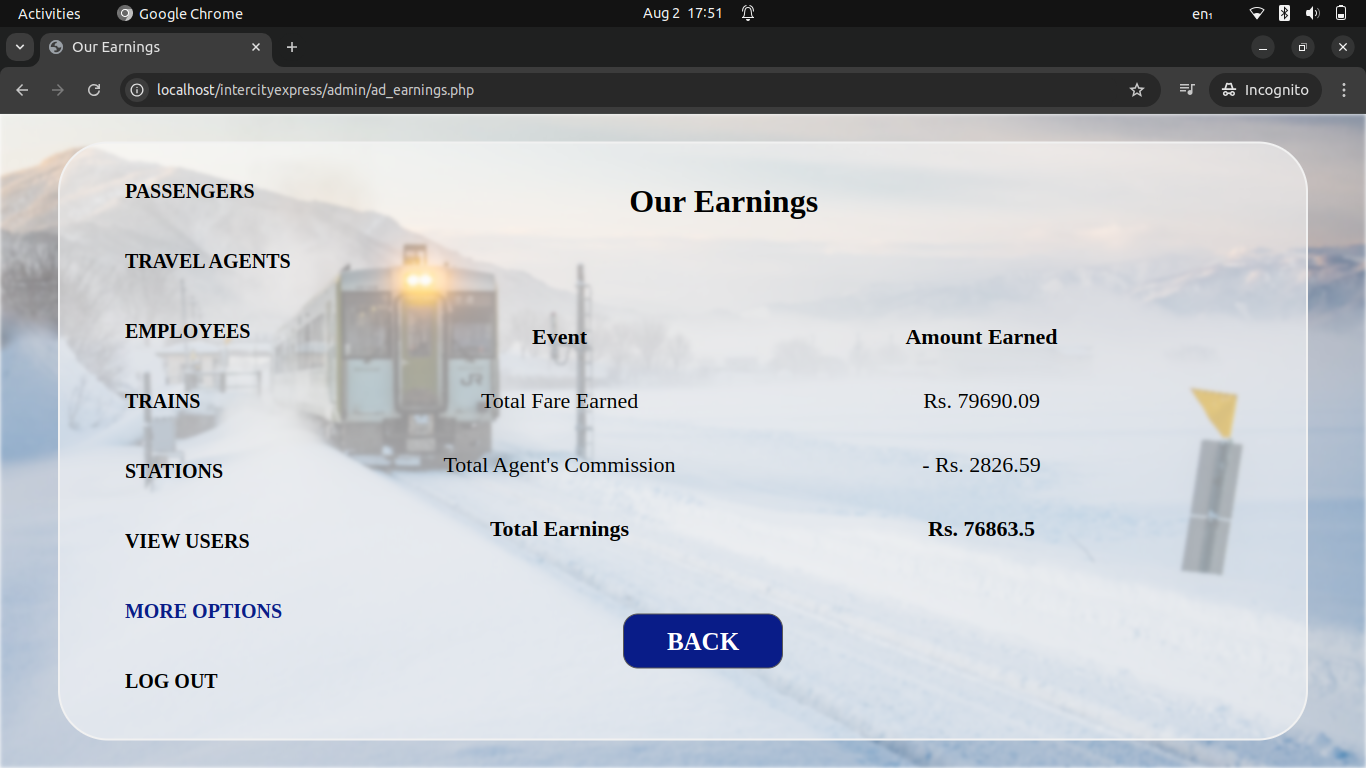 Activities Google Chrome Aug 2 17:51 en₁
Our Earnings
localhost/intercityexpress/admin/ad_earnings.php Incognito
PASSENGERS
TRAVEL AGENTS
EMPLOYEES
TRAINS
STATIONS
VIEW USERS
MORE OPTIONS
LOG OUT
Our Earnings
Event Amount Earned
Total Fare Earned Rs. 79690.09
Total Agent's Commission - Rs. 2826.59
Total Earnings Rs. 76863.5
BACK
JR